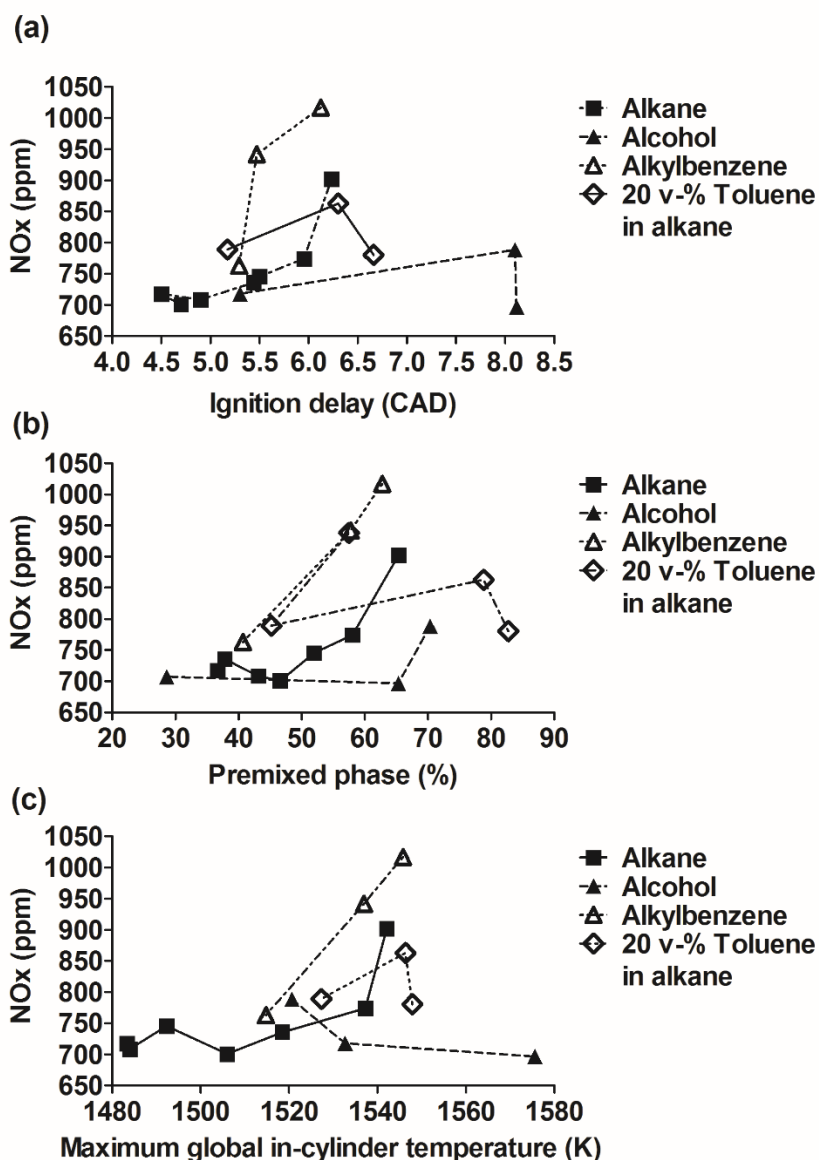 (a)
1050
1000
950
900
850
800
750
700
650
NOx (ppm)
4.0 4.5 5.0 5.5 6.0 6.5 7.0 7.5 8.0 8.5
Ignition delay (CAD)
Alkane
Alcohol
Alkylbenzene
20 v-% Toluene
in alkane
(b)
1050
1000
950
900
850
800
750
700
650
NOx (ppm)
20 30 40 50 60 70 80 90
Premixed phase (%)
Alkane
Alcohol
Alkylbenzene
20 v-% Toluene
in alkane
(c)
1050
1000
950
900
850
800
750
700
650
NOx (ppm)
1480 1500 1520 1540 1560 1580
Maximum global in-cylinder temperature (K)
Alkane
Alcohol
Alkylbenzene
20 v-% Toluene
in alkane